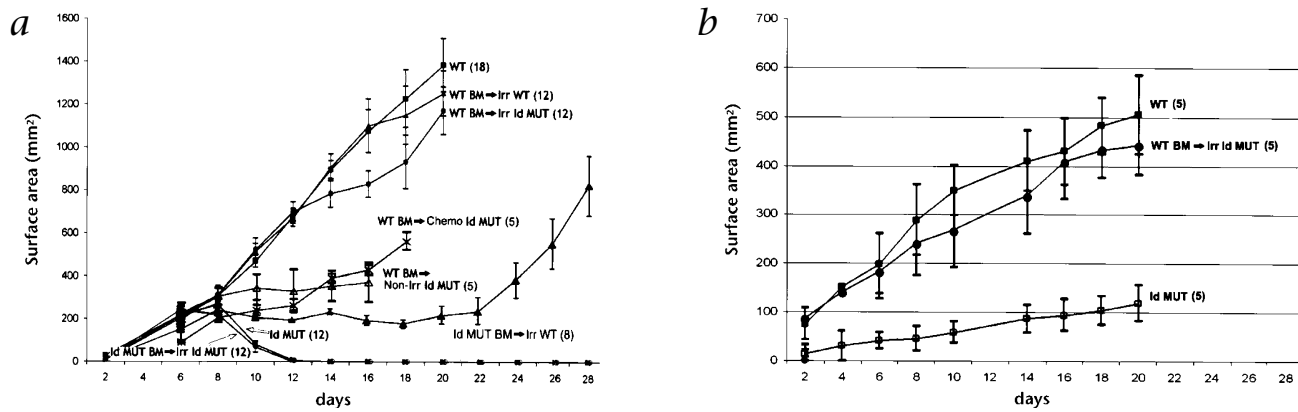 a
Surface area (mm²)
1600
1400
1200
1000
800
600
400
200
0
WT (18)
WT BM→Irr WT (12)
WT BM→Irr Id MUT (12)
WT BM→Chemo Id MUT (5)
WT BM→
Non-Irr Id MUT (5)
Id MUT BM→Irr WT (8)
Id MUT (12)
Id MUT BM→Irr Id MUT (12)
2 4 6 8 10 12 14 16 18 20 22 24 26 28
days
b
Surface area (mm²)
700
600
500
400
300
200
100
0
WT (5)
WT BM→Irr Id MUT (5)
Id MUT (5)
2 4 6 8 10 12 14 16 18 20 22 24 26 28
days